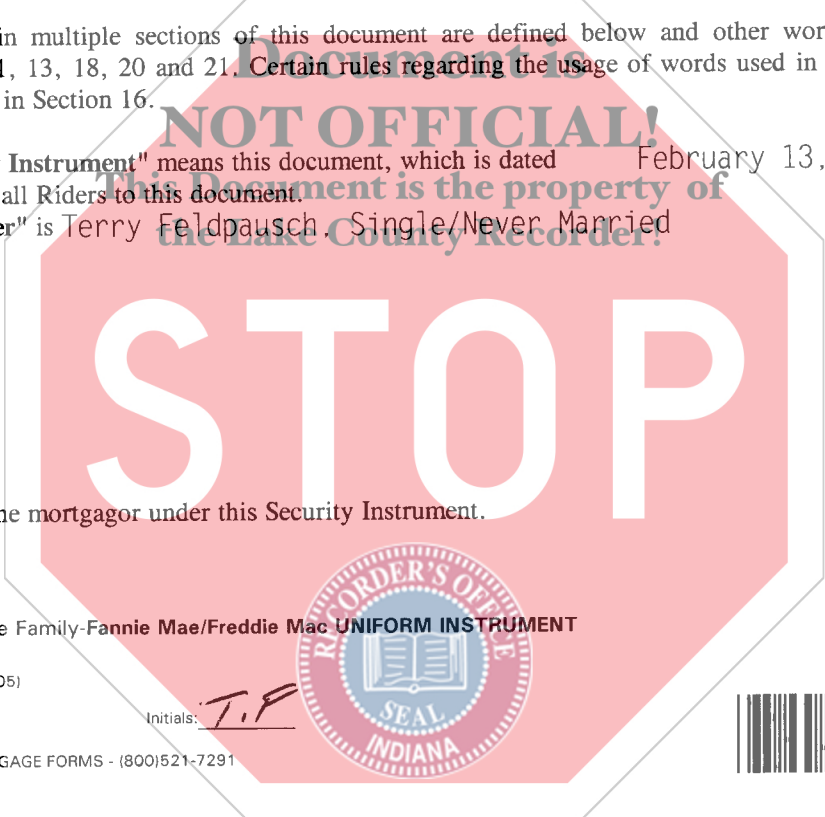 in multiple sections of this document are defined below and other wor
1, 13, 18, 20 and 21. Certain rules regarding the usage of words used in
in Section 16.
Document is
NOT OFFICIAL!
This Document is the property of
the Lake County Recorder!
Instrument" means this document, which is dated February 13,
all Riders to this document.
er" is Terry Feldpausch, Single/Never Married
STOP
he mortgagor under this Security Instrument.
e Family-Fannie Mae/Freddie Mac UNIFORM INSTRUMENT
05)
Initials: T.F
GAGE FORMS - (800)521-7291
RECORDER'S OFFICE
SEAL
INDIANA